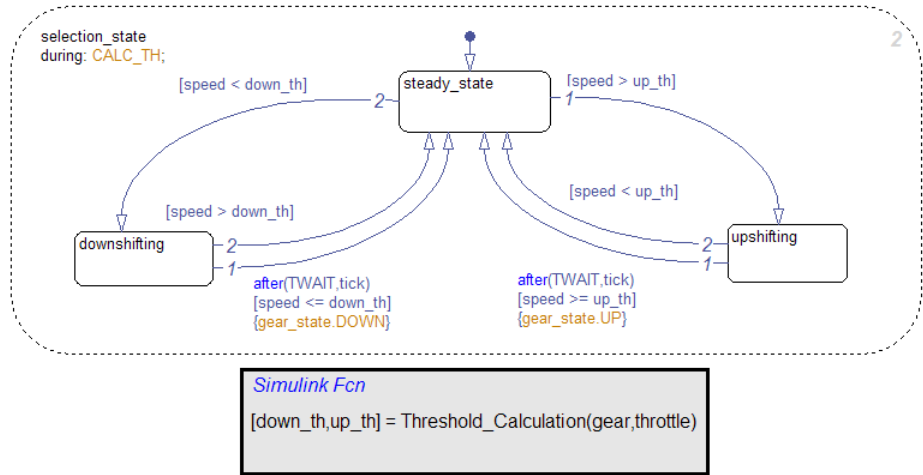 selection_state
during: CALC_TH;
2
[speed < down_th]
2
steady_state
1
[speed > up_th]
[speed > down_th]
[speed < up_th]
downshifting
2
1
upshifting
2
1
after(TWAIT,tick)
[speed <= down_th]
{gear_state.DOWN}
after(TWAIT,tick)
[speed >= up_th]
{gear_state.UP}
Simulink Fcn
[down_th,up_th] = Threshold_Calculation(gear,throttle)